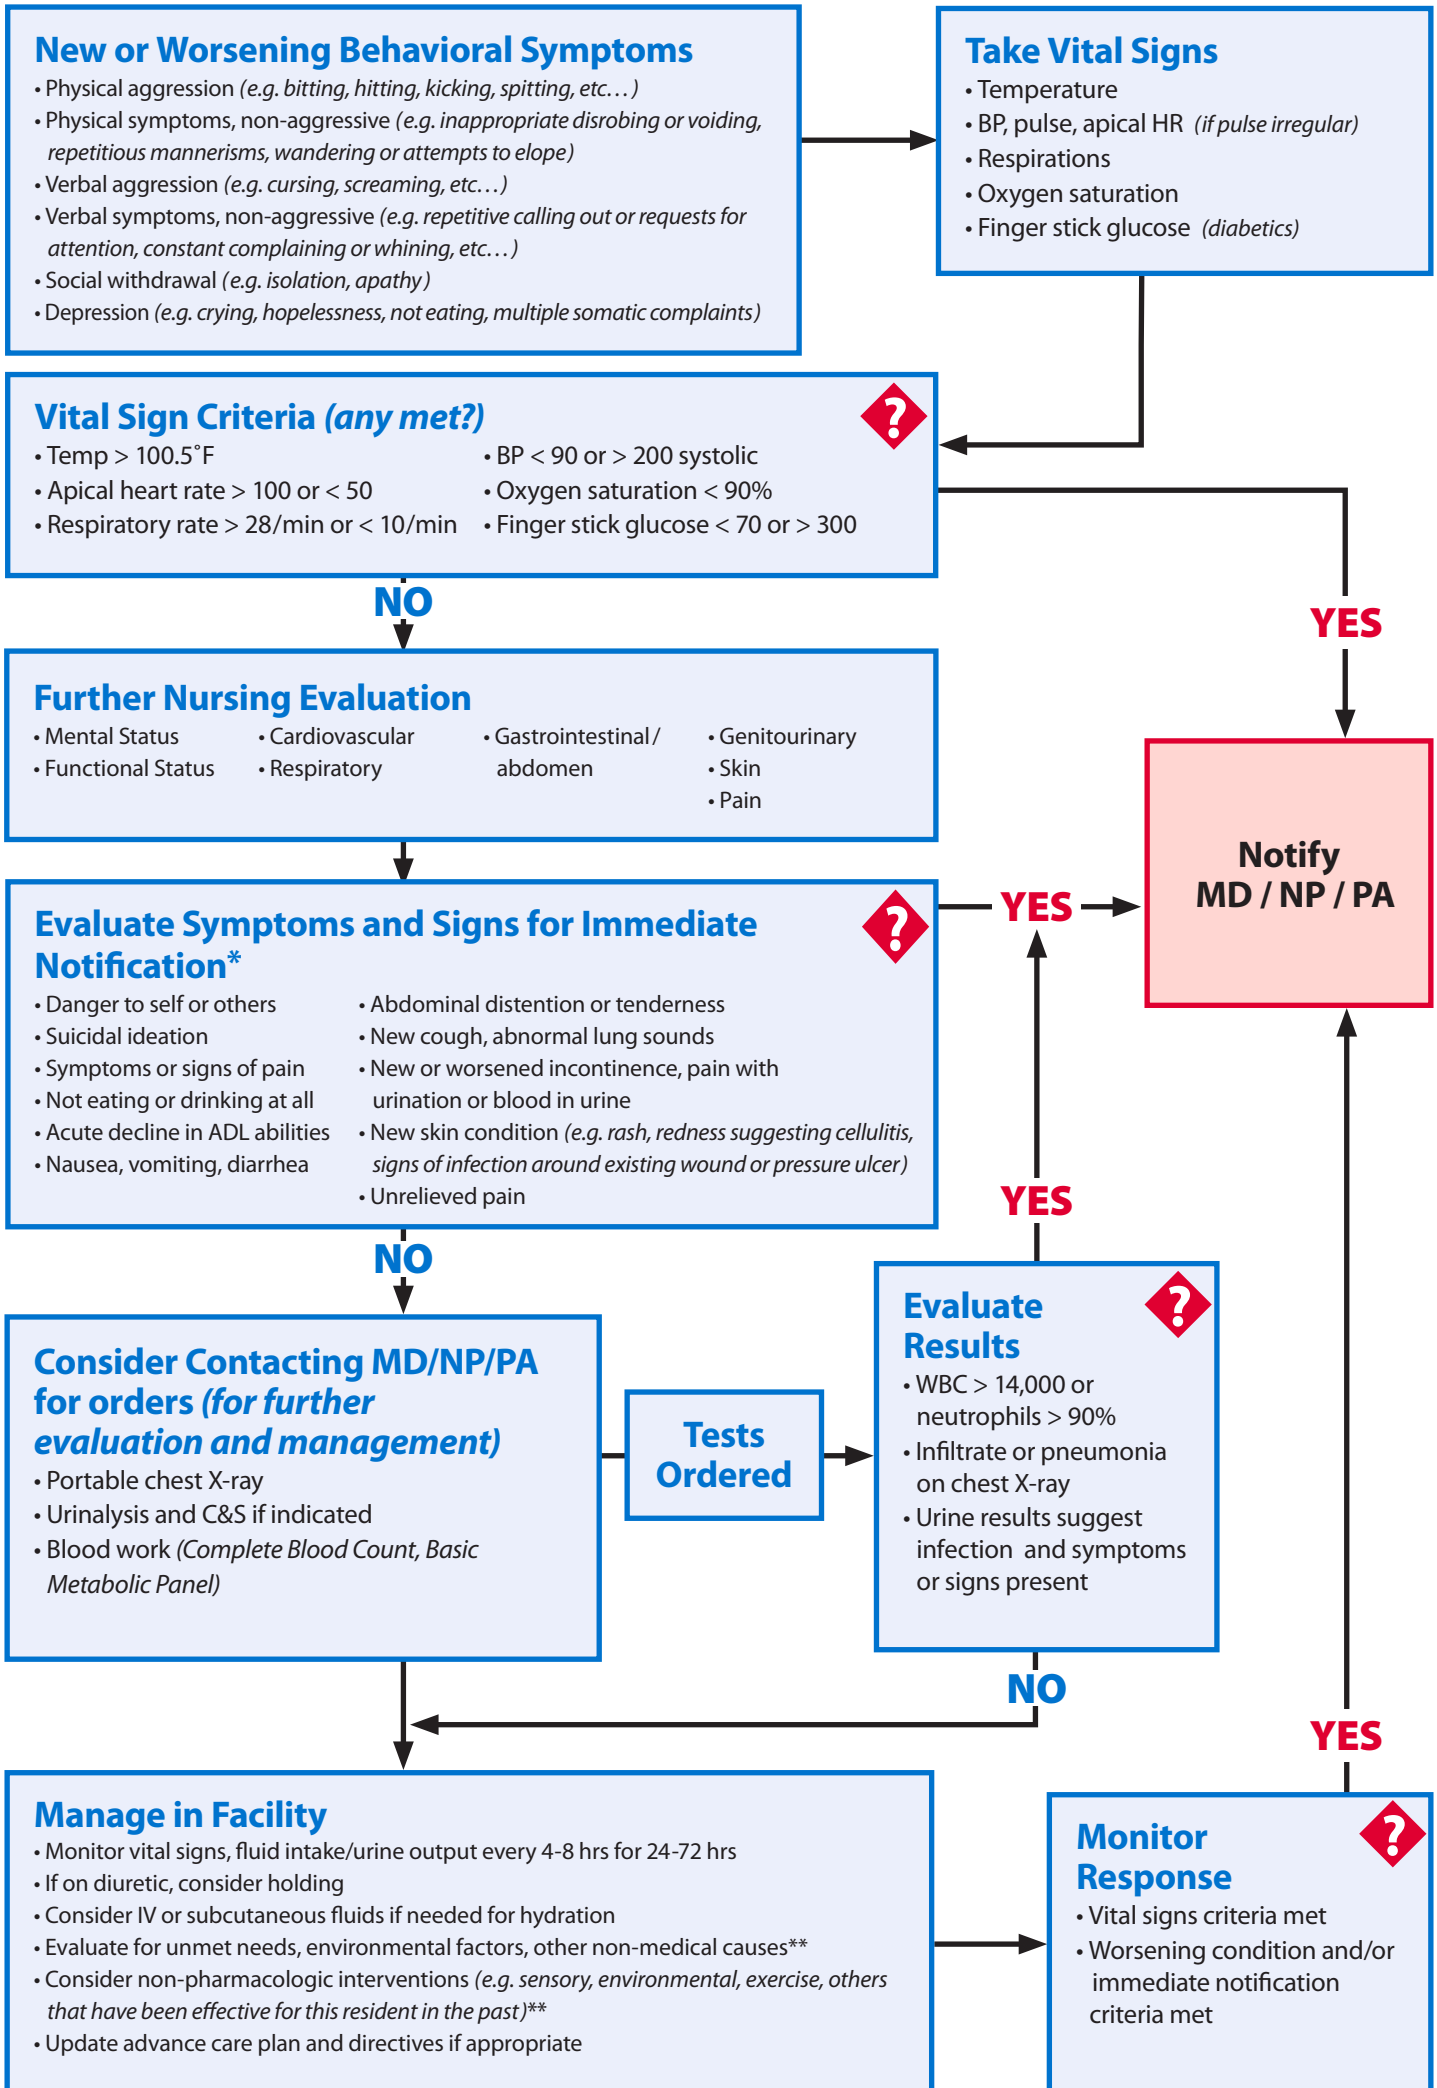 New or Worsening Behavioral Symptoms
• Physical aggression (e.g. bitting, hitting, kicking, spitting, etc…)
• Physical symptoms, non-aggressive (e.g. inappropriate disrobing or voiding,
repetitious mannerisms, wandering or attempts to elope)
• Verbal aggression (e.g. cursing, screaming, etc…)
• Verbal symptoms, non-aggressive (e.g. repetitive calling out or requests for
attention, constant complaining or whining, etc…)
• Social withdrawal (e.g. isolation, apathy)
• Depression (e.g. crying, hopelessness, not eating, multiple somatic complaints)
Take Vital Signs
• Temperature
• BP, pulse, apical HR (if pulse irregular)
• Respirations
• Oxygen saturation
• Finger stick glucose (diabetics)
Vital Sign Criteria (any met?)
?
• Temp > 100.5˚F
• Apical heart rate > 100 or < 50
• Respiratory rate > 28/min or < 10/min
• BP < 90 or > 200 systolic
• Oxygen saturation < 90%
• Finger stick glucose < 70 or > 300
NO
YES
Further Nursing Evaluation
• Mental Status
• Functional Status
• Cardiovascular
• Respiratory
• Gastrointestinal/
abdomen
• Genitourinary
• Skin
• Pain
Notify
MD / NP / PA
Evaluate Symptoms and Signs for Immediate
Notification*
?
• Danger to self or others
• Suicidal ideation
• Symptoms or signs of pain
• Not eating or drinking at all
• Acute decline in ADL abilities
• Nausea, vomiting, diarrhea
• Abdominal distention or tenderness
• New cough, abnormal lung sounds
• New or worsened incontinence, pain with
urination or blood in urine
• New skin condition (e.g. rash, redness suggesting cellulitis,
signs of infection around existing wound or pressure ulcer)
• Unrelieved pain
YES
YES
NO
Consider Contacting MD/NP/PA
for orders (for further
evaluation and management)
• Portable chest X-ray
• Urinalysis and C&S if indicated
• Blood work (Complete Blood Count, Basic
Metabolic Panel)
Tests
Ordered
Evaluate
Results
?
• WBC > 14,000 or
neutrophils > 90%
• Infiltrate or pneumonia
on chest X-ray
• Urine results suggest
infection and symptoms
or signs present
NO
YES
Manage in Facility
• Monitor vital signs, fluid intake/urine output every 4-8 hrs for 24-72 hrs
• If on diuretic, consider holding
• Consider IV or subcutaneous fluids if needed for hydration
• Evaluate for unmet needs, environmental factors, other non-medical causes**
• Consider non-pharmacologic interventions (e.g. sensory, environmental, exercise, others
that have been effective for this resident in the past)**
• Update advance care plan and directives if appropriate
Monitor
Response
?
• Vital signs criteria met
• Worsening condition and/or
immediate notification
criteria met